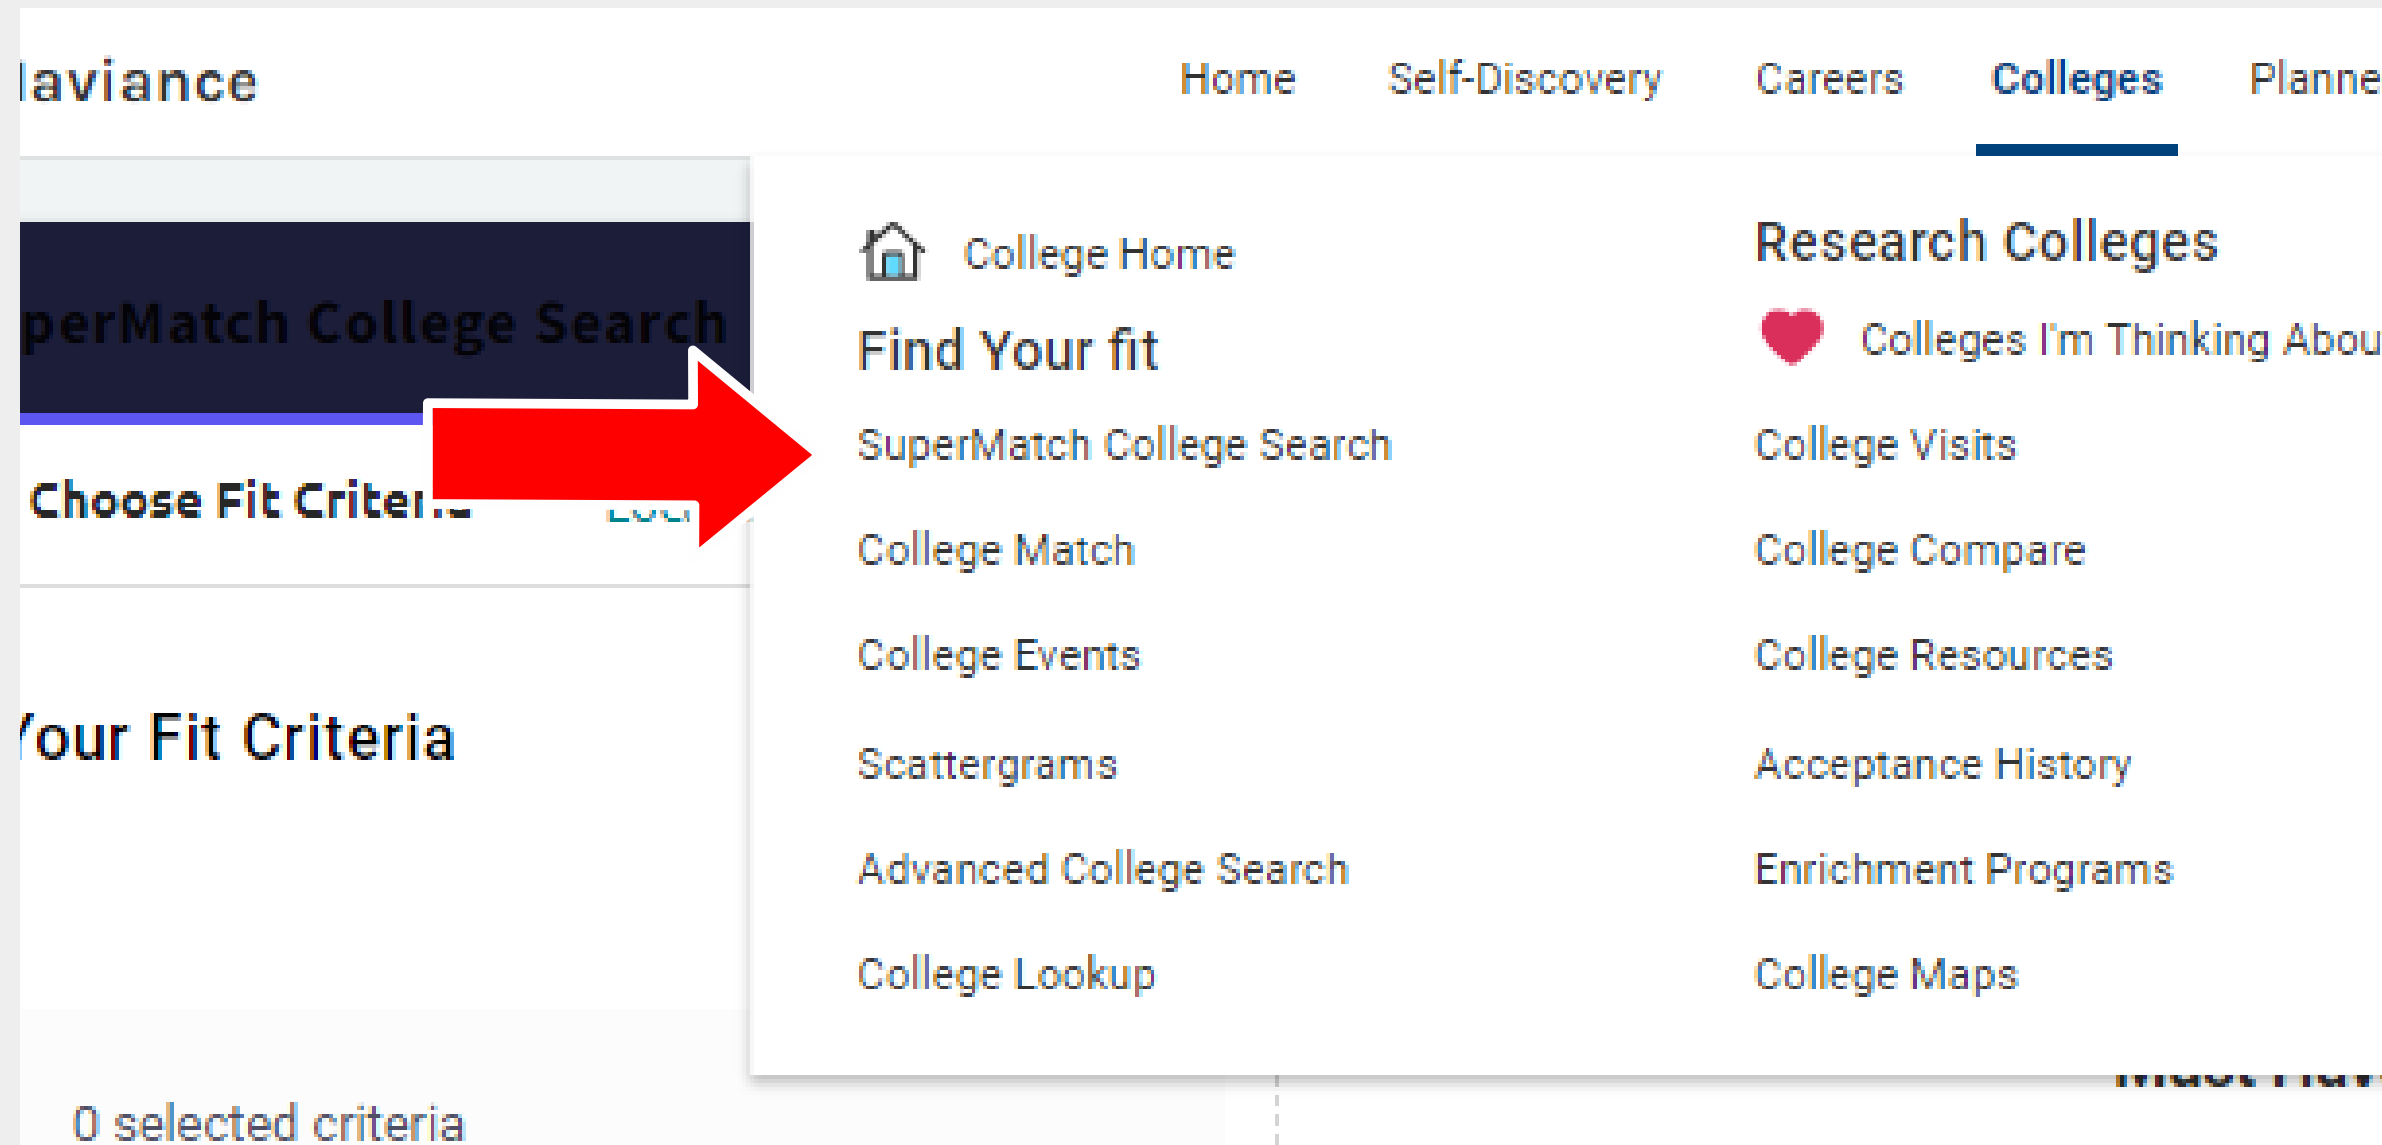 laviance
Home Self-Discovery Careers Colleges Planne
College Home
Research Colleges
perMatch College Search
Find Your fit
Colleges I'm Thinking Abou
SuperMatch College Search
College Visits
Choose Fit Criteria
College Match
College Compare
College Events
College Resources
Your Fit Criteria
Scattergrams
Acceptance History
Advanced College Search
Enrichment Programs
College Lookup
College Maps
0 selected criteria